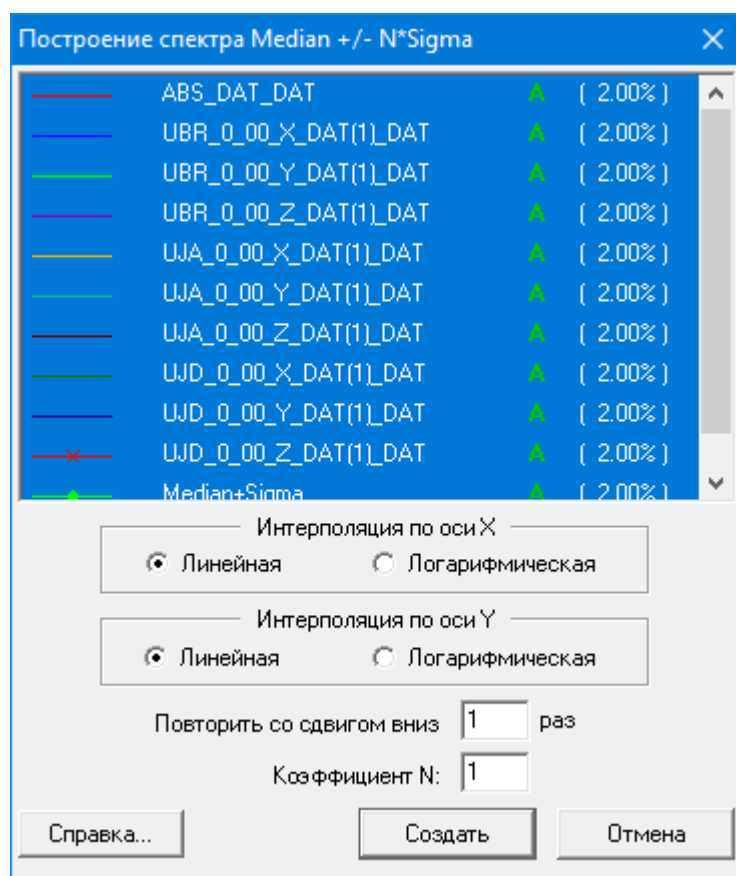 Построение спектра Median +/- N*Sigma
ABS_DAT_DAT A ( 2.00% )
UBR_0_00_X_DAT(1)_DAT A ( 2.00% )
UBR_0_00_Y_DAT(1)_DAT A ( 2.00% )
UBR_0_00_Z_DAT(1)_DAT A ( 2.00% )
UJA_0_00_X_DAT(1)_DAT A ( 2.00% )
UJA_0_00_Y_DAT(1)_DAT A ( 2.00% )
UJA_0_00_Z_DAT(1)_DAT A ( 2.00% )
UJD_0_00_X_DAT(1)_DAT A ( 2.00% )
UJD_0_00_Y_DAT(1)_DAT A ( 2.00% )
UJD_0_00_Z_DAT(1)_DAT A ( 2.00% )
Median+Sigma A ( 2.00% )
Интерполяция по оси X
Линейная Логарифмическая
Интерполяция по оси Y
Линейная Логарифмическая
Повторить со сдвигом вниз 1 раз
Коэффициент N: 1
Справка... Создать Отмена